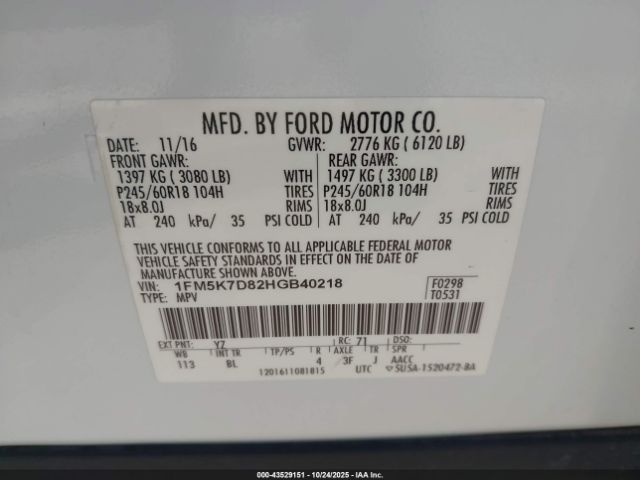 MFD. BY FORD MOTOR CO.
DATE: 11/16 GVWR: 2776 KG ( 6120 LB)
FRONT GAWR: REAR GAWR:
1397 KG ( 3080 LB) WITH 1497 KG ( 3300 LB) WITH
P245/60R18 104H TIRES P245/60R18 104H TIRES
18x8.0J RIMS 18x8.0J RIMS
AT 240 kPa/ 35 PSI COLD AT 240 kPa/ 35 PSI COLD
THIS VEHICLE CONFORMS TO ALL APPLICABLE FEDERAL MOTOR
VEHICLE SAFETY STANDARDS IN EFFECT ON THE DATE OF
MANUFACTURE SHOWN ABOVE.
VIN: 1FM5K7D82HGB40218 F0298
TYPE: MPV T0531
EXT PNT: YZ RC: 71 DSO:
WB INT TR TP/PS R AXLE TR SPR
113 BL 4 3F J AACC
1201611081815 UTC ▽SU5A-1520472-BA
000-43529151 - 10/24/2025 - IAA Inc.